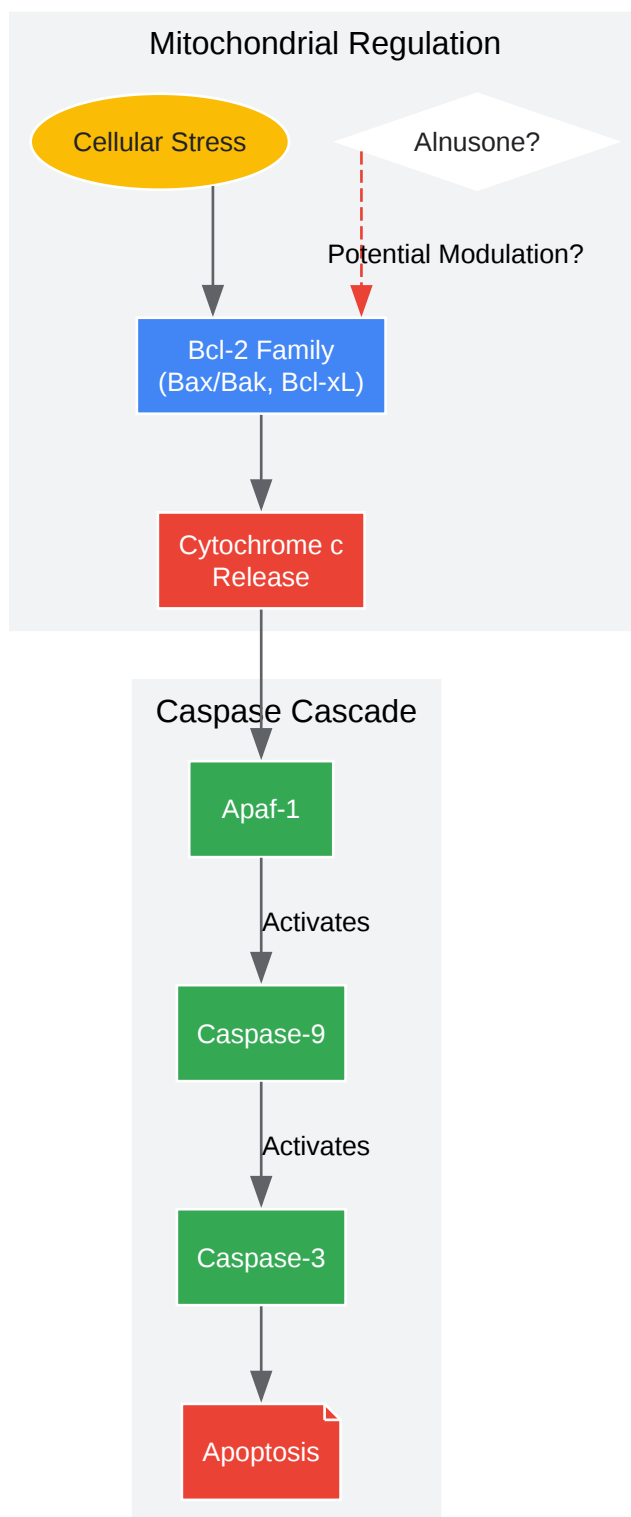 Mitochondrial Regulation
Cellular Stress
Alnusone?
Potential Modulation?
Bcl-2 Family
(Bax/Bak, Bcl-xL)
Cytochrome c
Release
Caspase Cascade
Apaf-1
Activates
Caspase-9
Activates
Caspase-3
Apoptosis